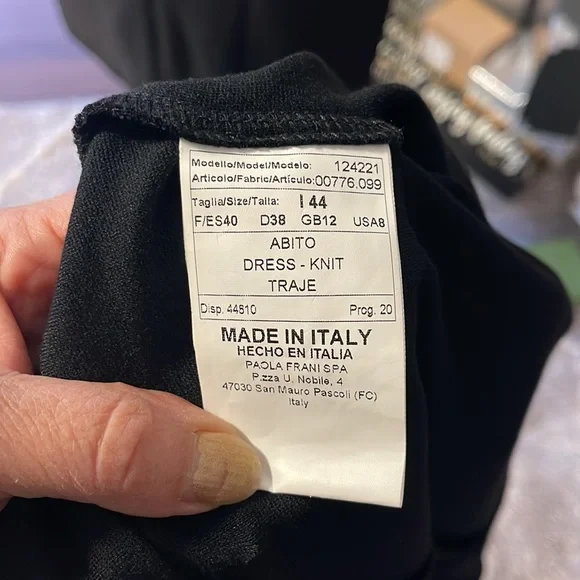 Modello/Model/Modelo: 124221
Articolo/Fabric/Artículo: 00776.099
Taglia/Size/Talla: I 44
F/ES40 D38 GB12 USA8
ABITO
DRESS - KNIT
TRAJE
Disp. 44810 Prog. 20
MADE IN ITALY
HECHO EN ITALIA
PAOLA FRANI SPA
P.zza U. Nobile, 4
47030 San Mauro Pascoli (FC)
Italy